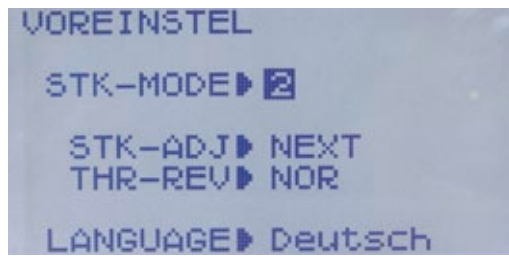 VOREINSTEL
STK-MODE▶ 2
STK-ADJ▶ NEXT
THR-REV▶ NOR
LANGUAGE▶ Deutsch